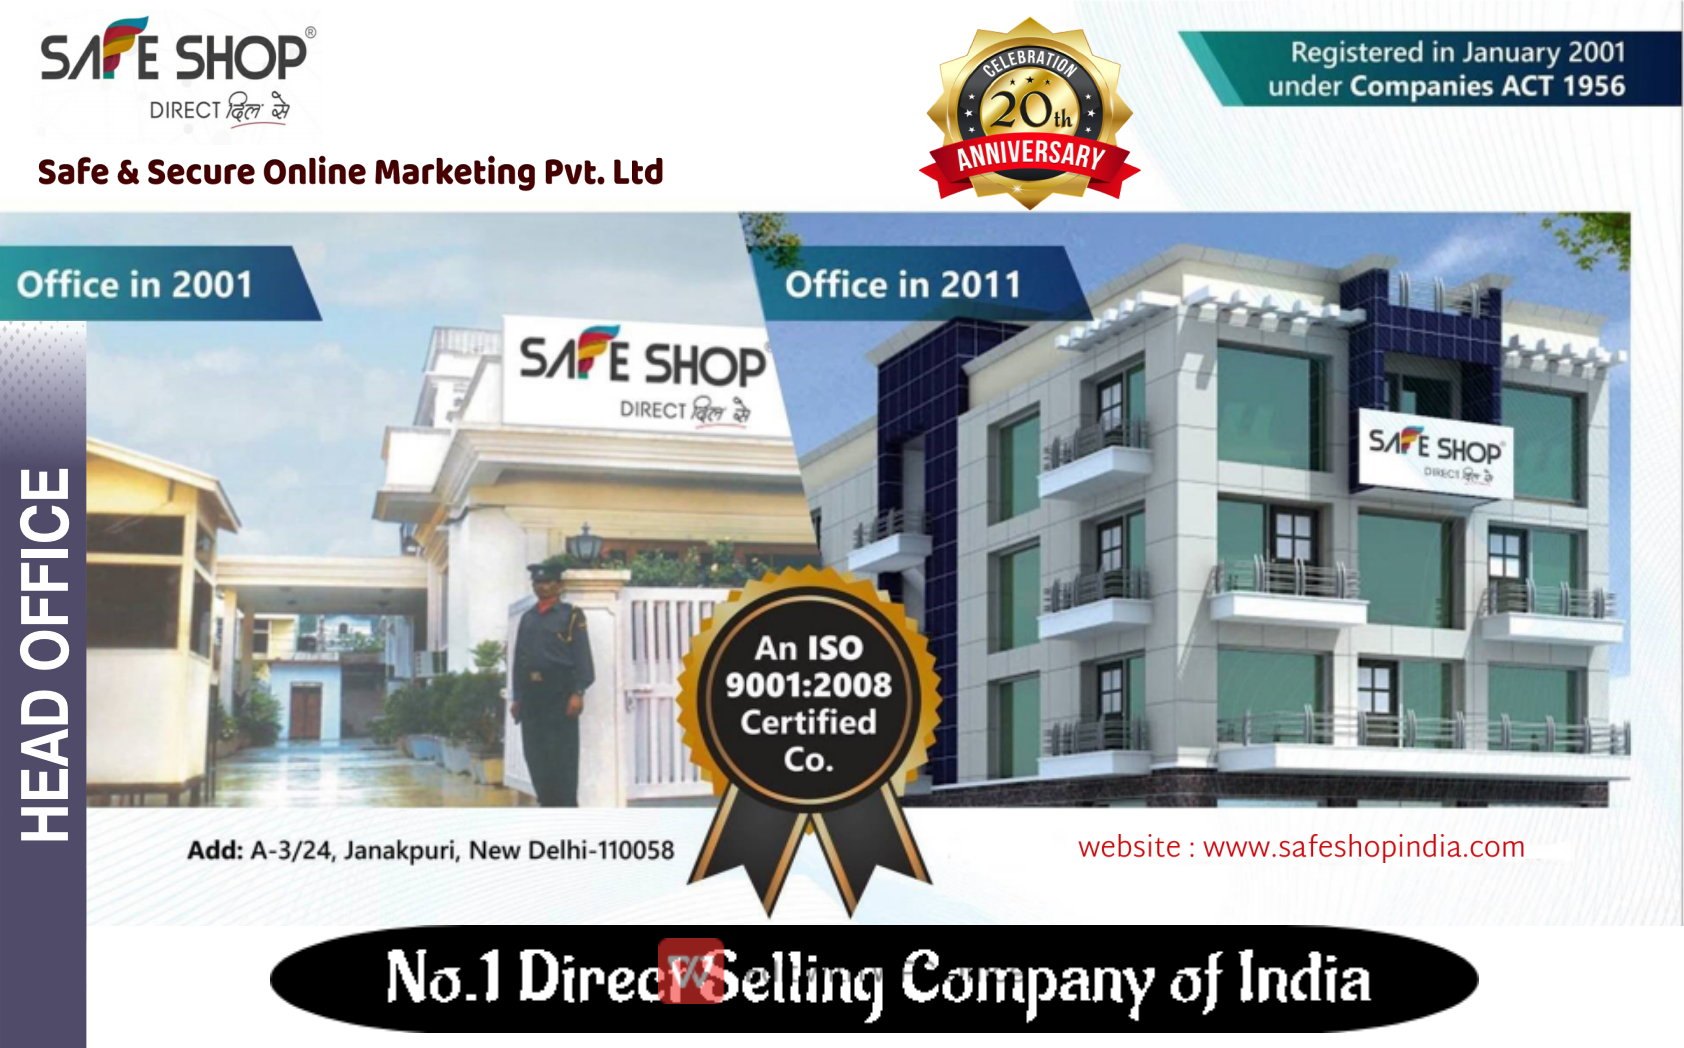 SAFE SHOP®
DIRECT दिल से
Safe & Secure Online Marketing Pvt. Ltd
CELEBRATION
20th
ANNIVERSARY
Registered in January 2001
under Companies ACT 1956
Office in 2001
Office in 2011
SAFE SHOP
DIRECT दिल से
SAFE SHOP®
DIRECT दिल से
HEAD OFFICE
An ISO
9001:2008
Certified
Co.
Add: A-3/24, Janakpuri, New Delhi-110058
website : www.safeshopindia.com
No.1 Direct Selling Company of India